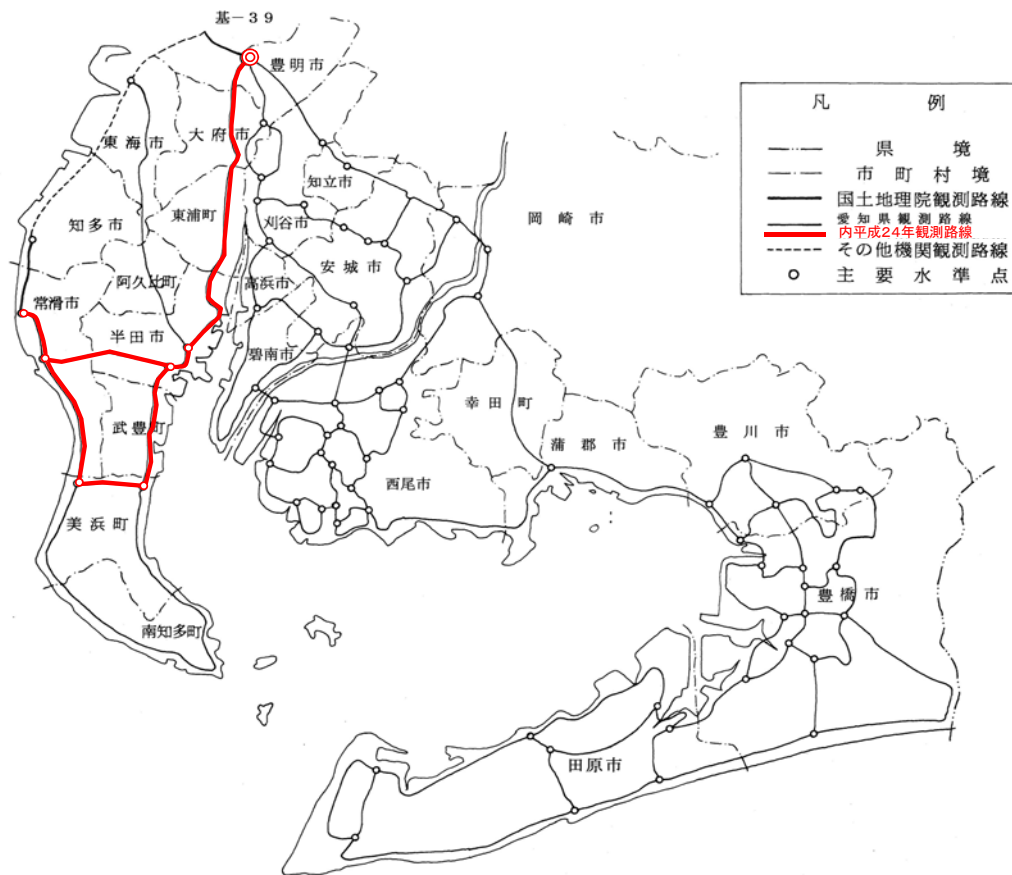 基－39
豊明市
東海市
大府市
知立市
知多市
東浦町
刈谷市
岡崎市
安城市
阿久比町
高浜市
常滑市
半田市
碧南市
幸田町
武豊町
蒲郡市
豊川市
西尾市
美浜町
豊橋市
南知多町
田原市
凡 例
県 境
市町村境
国土地理院観測路線
愛知県観測路線
内平成24年観測路線
その他機関観測路線
主要水準点